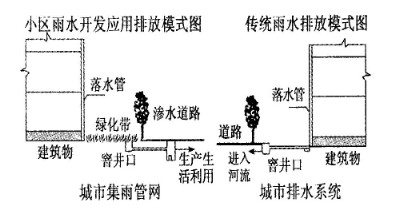 小区雨水开发应用排放模式图
传统雨水排放模式图
落水管
渗水道路
绿化带
建筑物
窨井口
生产生
活利用
城市集雨管网
落水管
道路
进入
河流
窨井口
建筑物
城市排水系统